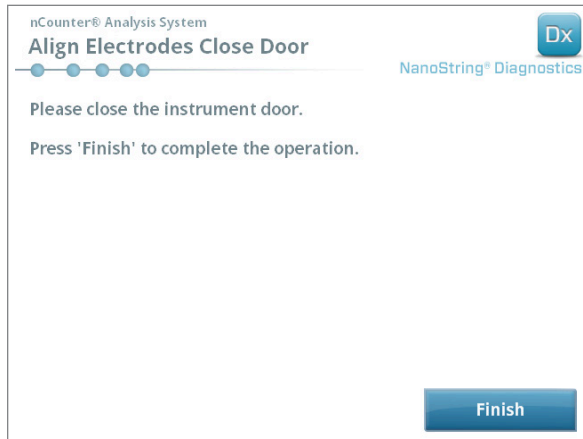 nCounter® Analysis System
Align Electrodes Close Door
Dx
NanoString® Diagnostics
Please close the instrument door.
Press 'Finish' to complete the operation.
Finish